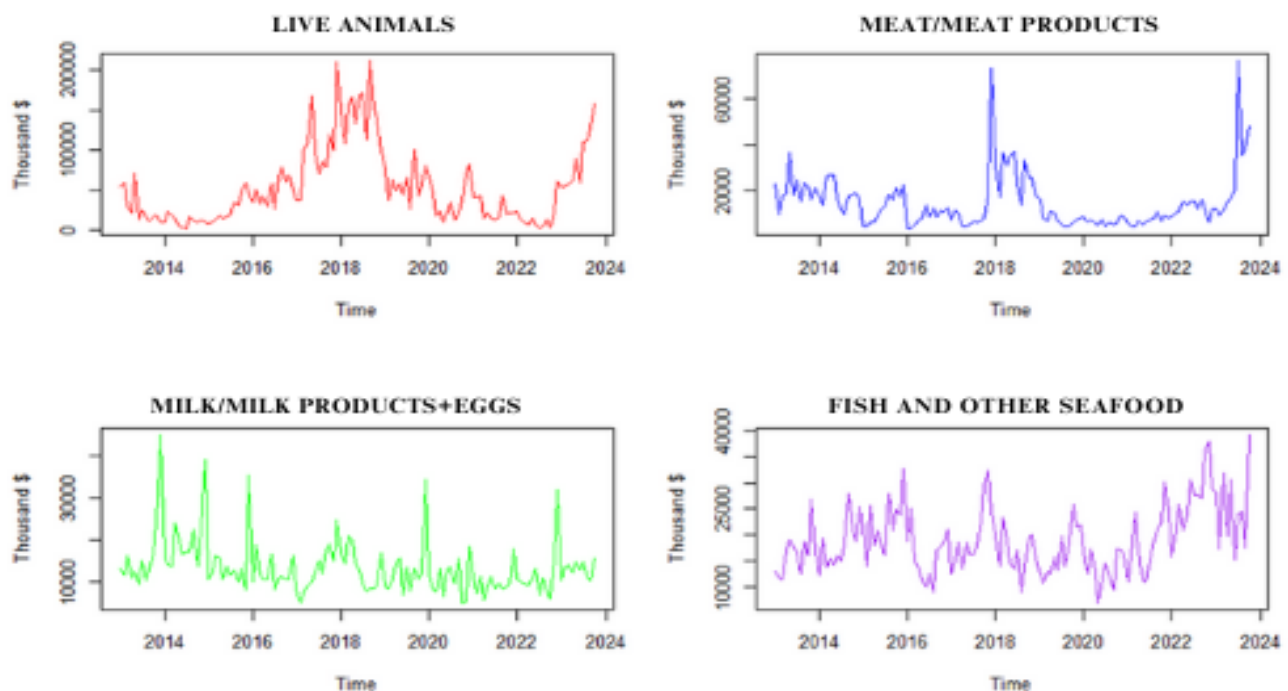 LIVE ANIMALS
Thousand $
0
100000
200000
2014 2016 2018 2020 2022 2024
Time
MEAT/MEAT PRODUCTS
Thousand $
20000
60000
2014 2016 2018 2020 2022 2024
Time
MILK/MILK PRODUCTS+EGGS
Thousand $
10000
30000
2014 2016 2018 2020 2022 2024
Time
FISH AND OTHER SEAFOOD
Thousand $
10000
25000
40000
2014 2016 2018 2020 2022 2024
Time